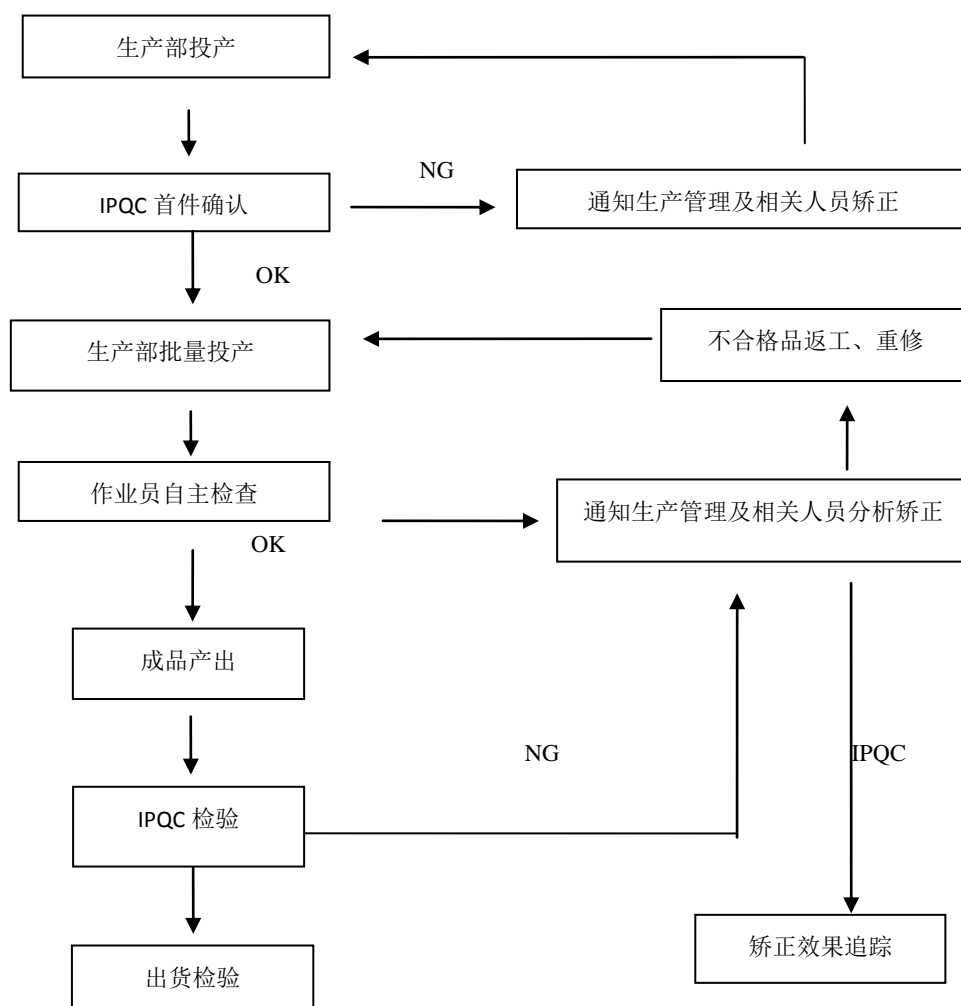 生产部投产
NG
IPQC 首件确认
通知生产管理及相关人员矫正
OK
生产部批量投产
不合格品返工、重修
作业员自主检查
通知生产管理及相关人员分析矫正
OK
成品产出
NG
IPQC
IPQC 检验
矫正效果追踪
出货检验